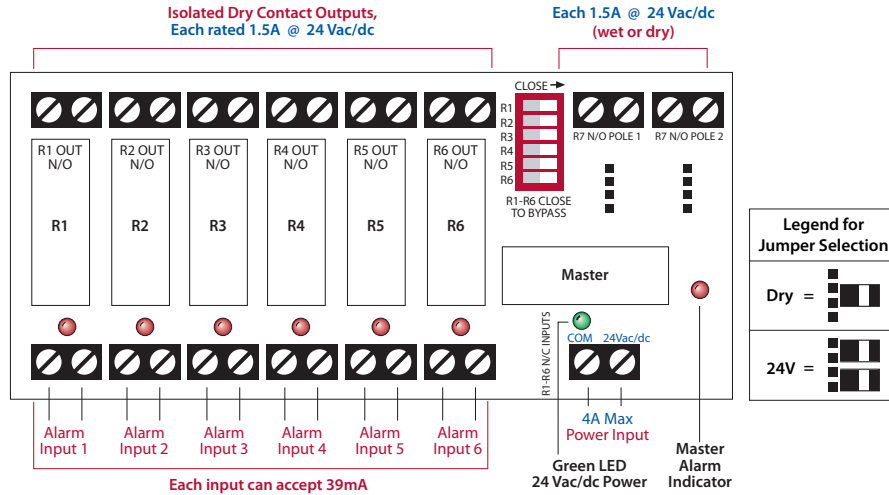 Isolated Dry Contact Outputs,
Each rated 1.5A @ 24 Vac/dc
Each 1.5A @ 24 Vac/dc
(wet or dry)
CLOSE
R1
R2
R3
R4
R5
R6
R1-R6 CLOSE
TO BYPASS
R7 N/O POLE 1
R7 N/O POLE 2
R1 OUT
N/O
R1
R2 OUT
N/O
R2
R3 OUT
N/O
R3
R4 OUT
N/O
R4
R5 OUT
N/O
R5
R6 OUT
N/O
R6
Master
R1-R6 N/C INPUTS
COM 24Vac/dc
Alarm
Input 1
Alarm
Input 2
Alarm
Input 3
Alarm
Input 4
Alarm
Input 5
Alarm
Input 6
Each input can accept 39mA
4A Max
Power Input
Green LED
24 Vac/dc Power
Master
Alarm
Indicator
Legend for
Jumper Selection
Dry =
24V =